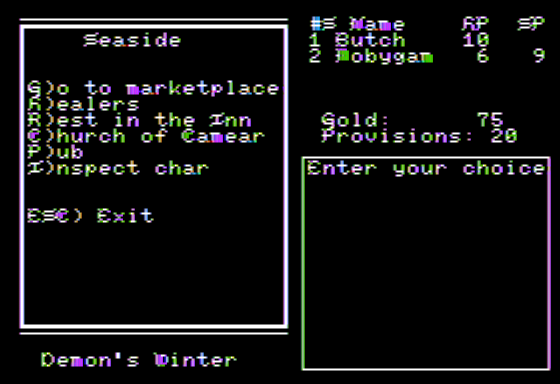 Seaside
G)o to marketplace
H)ealers
R)est in the Inn
C)hurch of Camear
P)ub
I)nspect char
ESC) Exit
Demon's Winter
#S Name HP SP
1 Butch 10
2 Mobygam 6 9
Gold: 75
Provisions: 20
Enter your choice